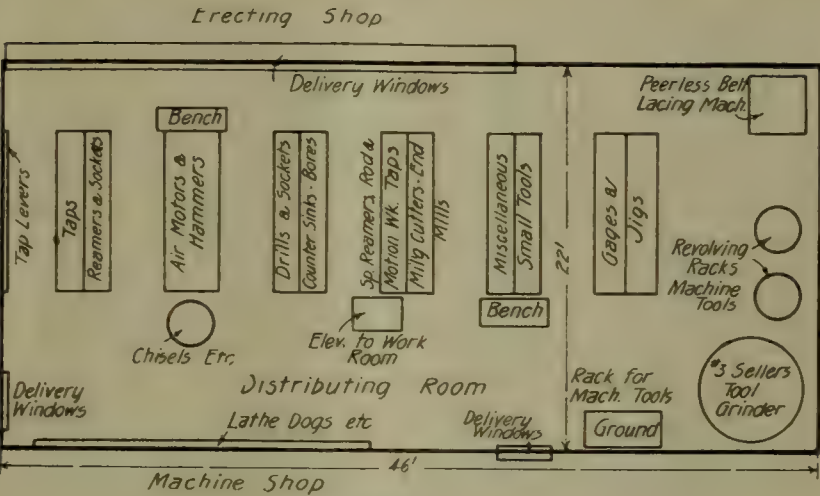 Erecting Shop
Delivery Windows
Peerless Belt
Lacing Mach.
Bench
Tap Levers
Taps
Reamers & Sockets
Air Motors &
Hammers
Drills & Sockets
Counter Sinks - Bores
Sp. Reamers, Rod &
Motion Wk. Taps
Mill'g Cutters - End
Mills
Miscellaneous
Small Tools
22'
Gages &
Jigs
Revolving
Racks
Machine
Tools
Chisels Etc.
Elev. to Work
Room
Bench
Delivery
Windows
Distributing Room
Rack for
Mach. Tools
#3 Sellers
Tool
Grinder
Lathe Dogs etc
Delivery
Windows
Ground
46'
Machine Shop